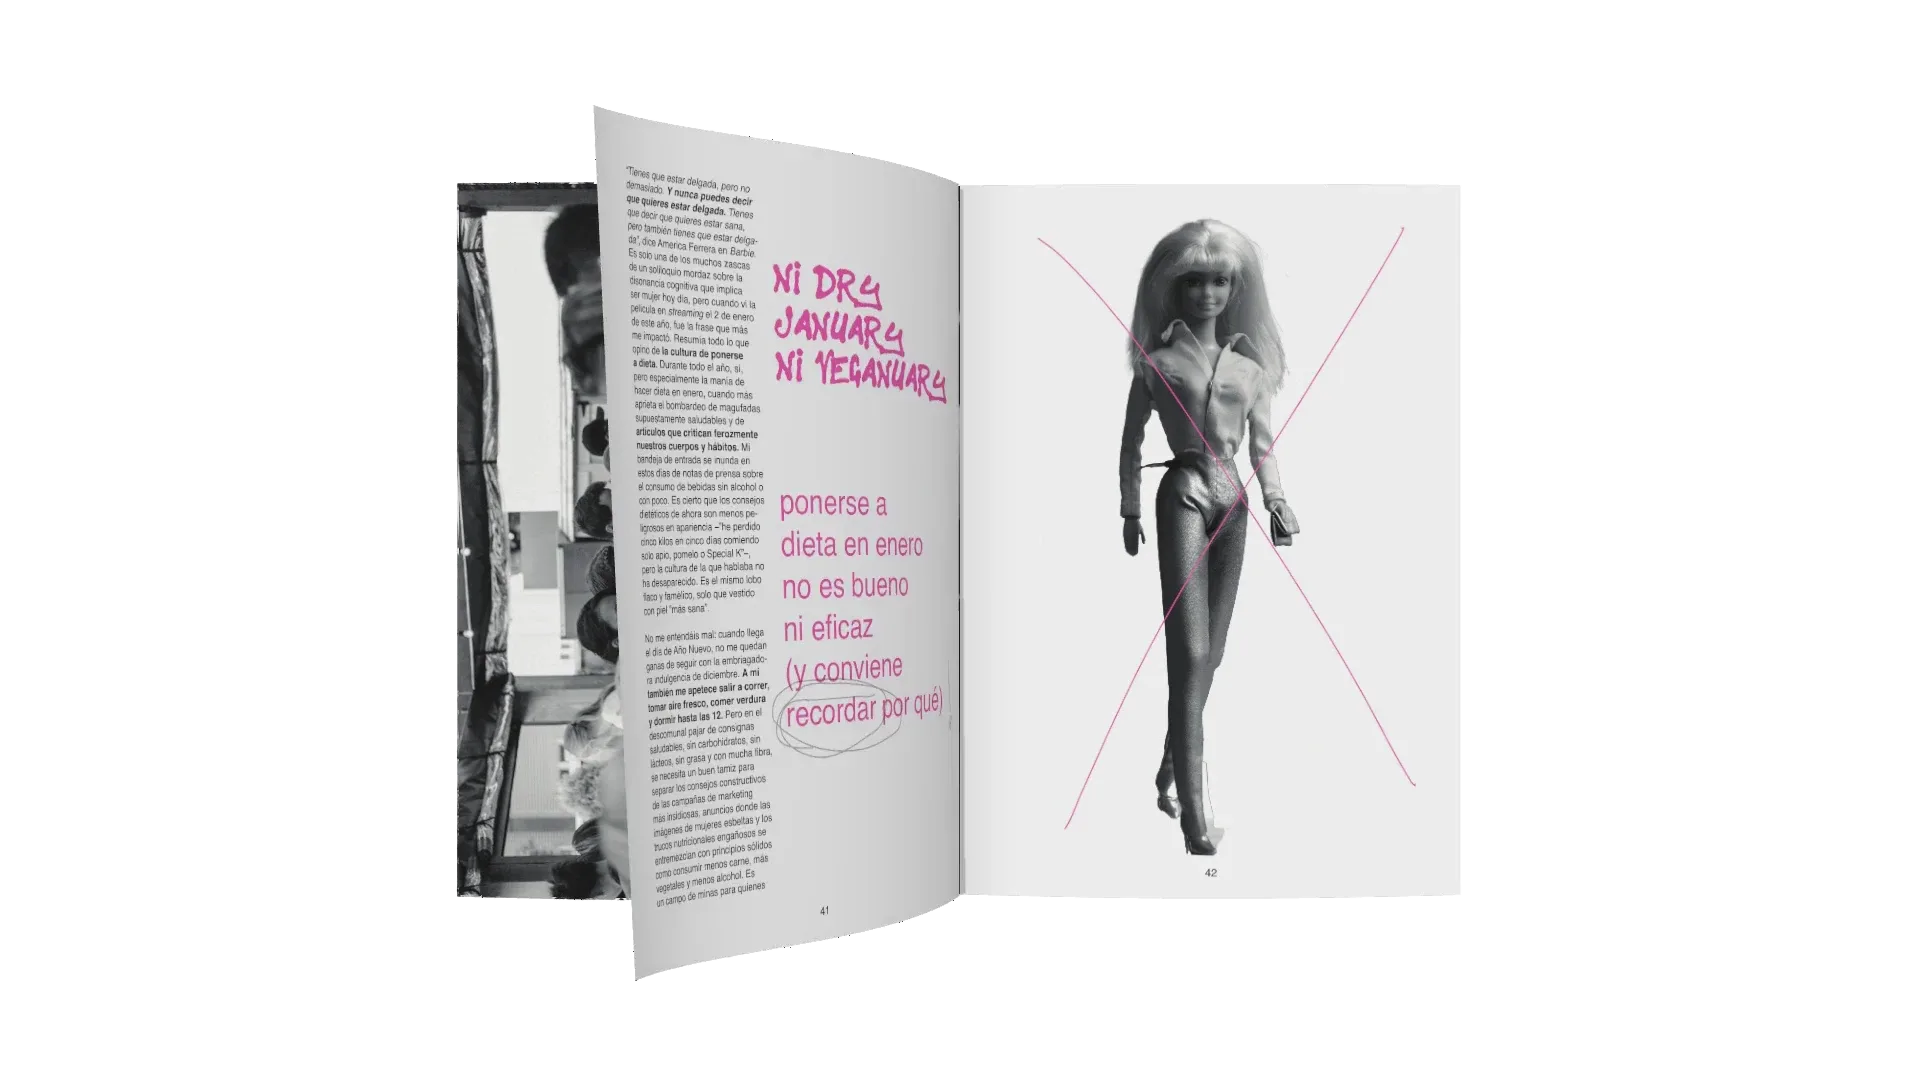 "Tienes que estar delgada, pero no
demasiado. Y nunca puedes decir
que quieres estar delgada. Tienes
que decir que quieres estar sana,
pero también tienes que estar delga-
da", dice America Ferrera en Barbie.
Es solo una de los muchos zascas
de un soliloquio mordaz sobre la
disonancia cognitiva que implica
ser mujer hoy día, pero cuando vi la
película en streaming el 2 de enero
de este año, fue la frase que más
me impactó. Resumía todo lo que
opino de la cultura de ponerse
a dieta. Durante todo el año, sí,
pero especialmente la manía de
hacer dieta en enero, cuando más
aprieta el bombardeo de magufadas
supuestamente saludables y de
artículos que critican ferozmente
nuestros cuerpos y hábitos. Mi
bandeja de entrada se inunda en
estos días de notas de prensa sobre
el consumo de bebidas sin alcohol o
con poco. Es cierto que los consejos
dietéticos de ahora son menos pe-
ligrosos en apariencia –"he perdido
cinco kilos en cinco días comiendo
solo apio, pomelo o Special K"–,
pero la cultura de la que hablaba no
ha desaparecido. Es el mismo lobo
flaco y famélico, solo que vestido
con piel "más sana".
No me entendáis mal: cuando llega
el día de Año Nuevo, no me quedan
ganas de seguir con la embriagado-
ra indulgencia de diciembre. A mí
también me apetece salir a correr,
tomar aire fresco, comer verdura
y dormir hasta las 12. Pero en el
descomunal pajar de consignas
saludables, sin carbohidratos, sin
lácteos, sin grasa y con mucha fibra,
se necesita un buen tamiz para
separar los consejos constructivos
de las campañas de marketing
más insidiosas, anuncios donde las
imágenes de mujeres esbeltas y los
trucos nutricionales engañosos se
entremezclan con principios sólidos
como consumir menos carne, más
vegetales y menos alcohol. Es
un campo de minas para quienes
Ni DRY
JANUARY
Ni VEGANUARY
ponerse a
dieta en enero
no es bueno
ni eficaz
(y conviene
recordar por qué)
41
42